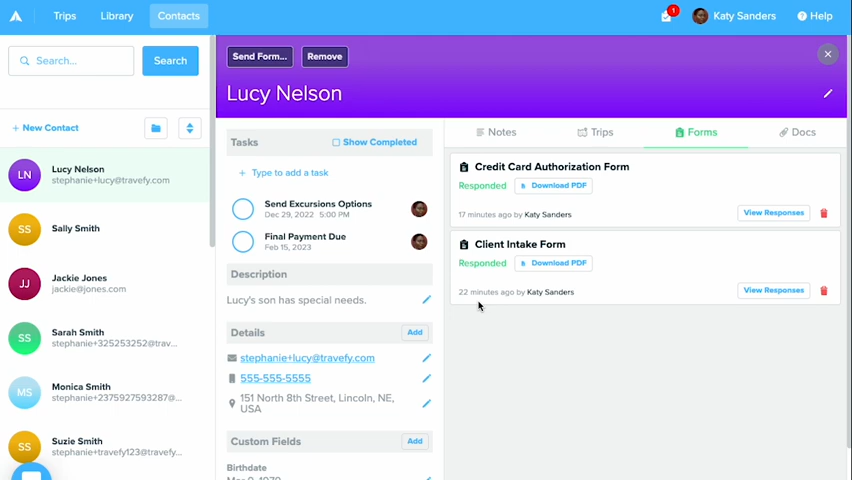 Trips
Library
Contacts
1
Katy Sanders
? Help
Search...
Search
+ New Contact
LN
Lucy Nelson
stephanie+lucy@travefy.com
SS
Sally Smith
JJ
Jackie Jones
jackie@jones.com
SS
Sarah Smith
stephanie+325253252@trav...
MS
Monica Smith
stephanie+2375927593287@...
SS
Suzie Smith
stephanie+travefy123@travefy...
Send Form...
Remove
Lucy Nelson
Tasks
Show Completed
+ Type to add a task
Send Excursions Options
Dec 29, 2022 5:00 PM
Final Payment Due
Feb 15, 2023
Description
Lucy's son has special needs.
Details
Add
stephanie+lucy@travefy.com
555-555-5555
151 North 8th Street, Lincoln, NE,
USA
Custom Fields
Add
Birthdate
Notes
Trips
Forms
Docs
Credit Card Authorization Form
Responded
Download PDF
17 minutes ago by Katy Sanders
View Responses
Client Intake Form
Responded
Download PDF
22 minutes ago by Katy Sanders
View Responses